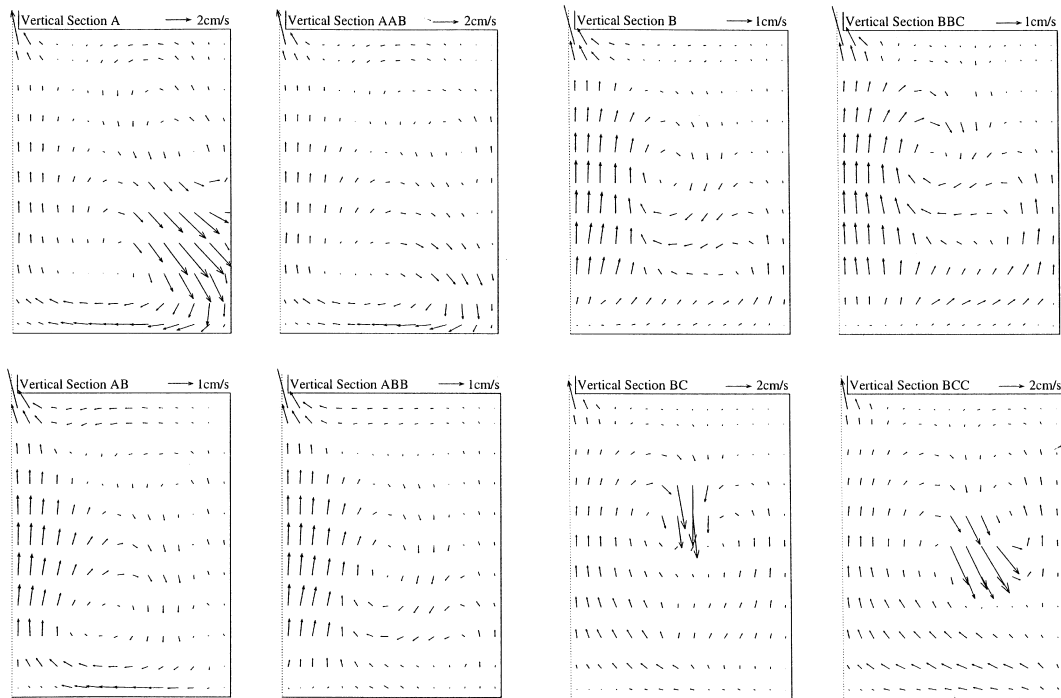 Vertical Section A 2cm/s
Vertical Section AAB 2cm/s
Vertical Section B 1cm/s
Vertical Section BBC 1cm/s
Vertical Section AB 1cm/s
Vertical Section ABB 1cm/s
Vertical Section BC 2cm/s
Vertical Section BCC 2cm/s